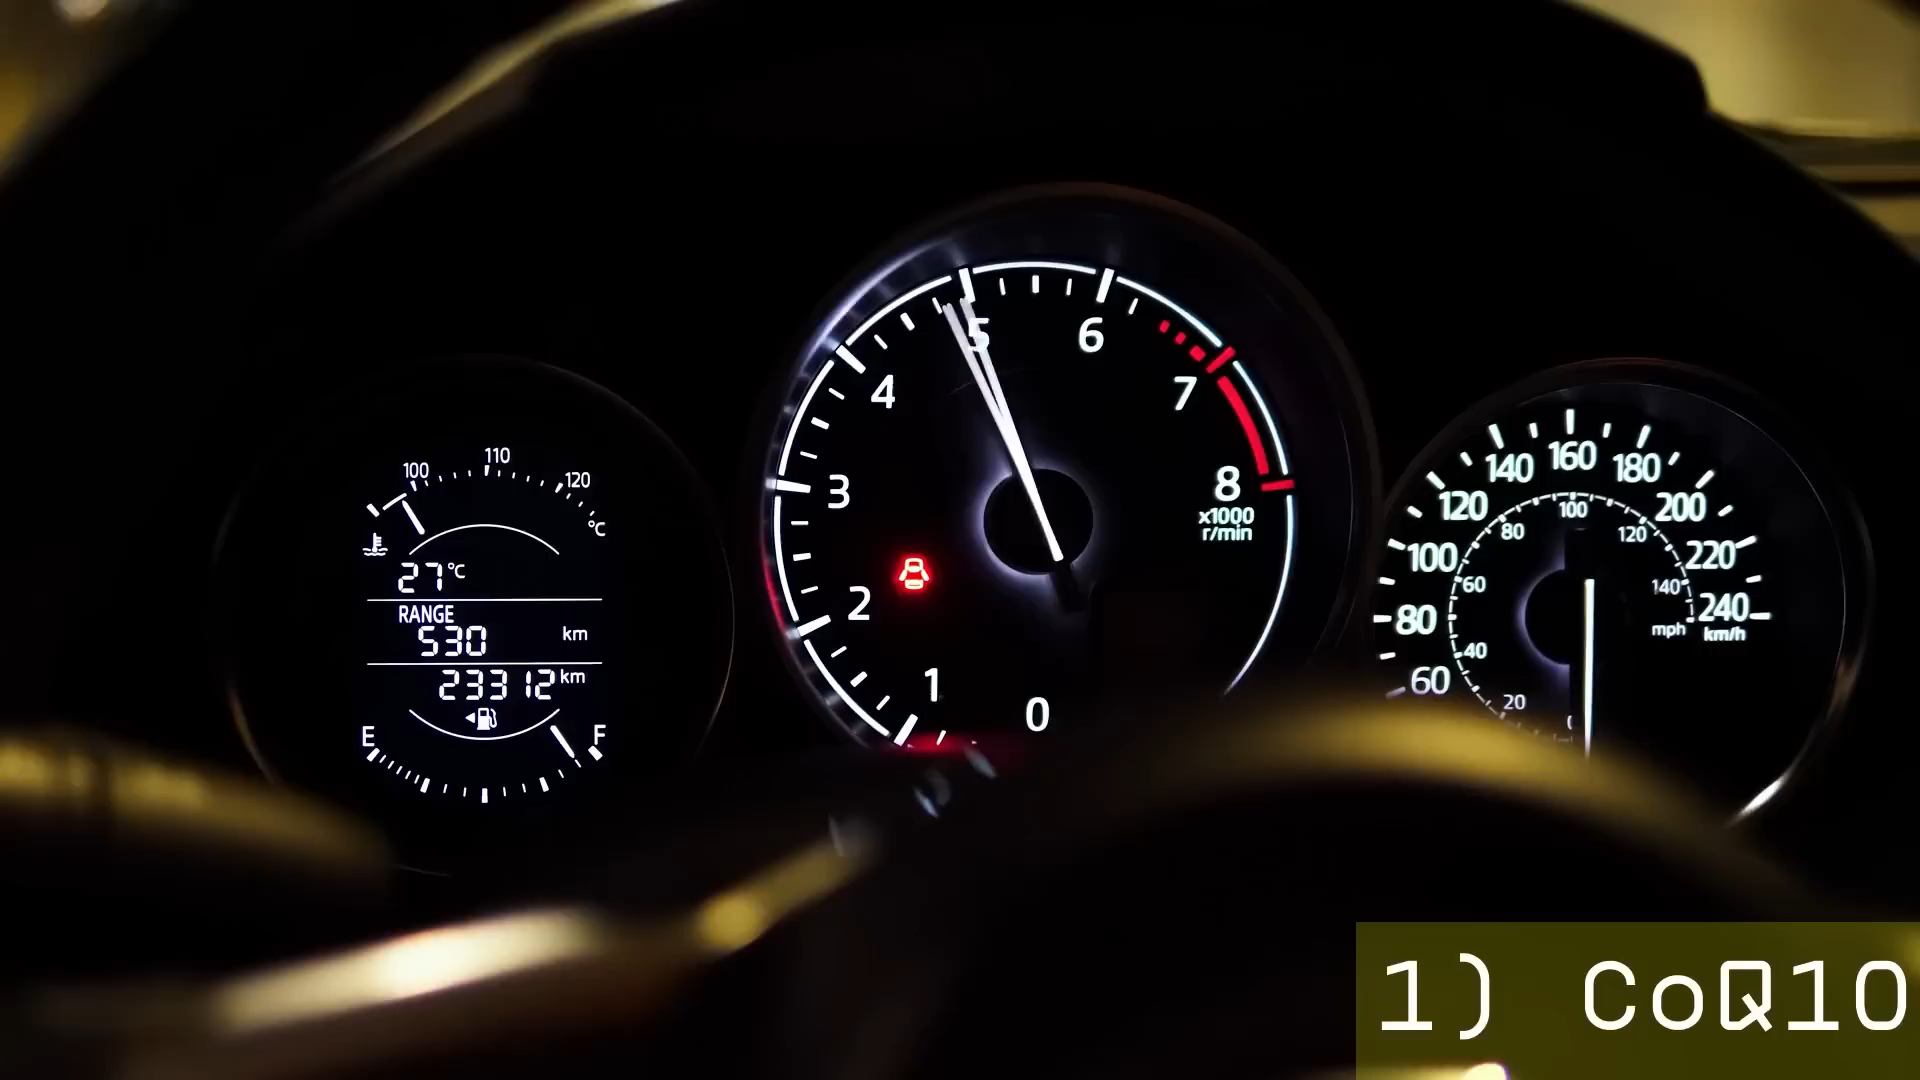 100 110 120
°C
27 °C
RANGE
530 km
23312 km
E F
0 1 2 3 4 5 6 7 8
x1000
r/min
60 80 100 120 140 160 180 200 220 240
km/h
20 40 60 80 100 120 140
mph
1) CoQ10